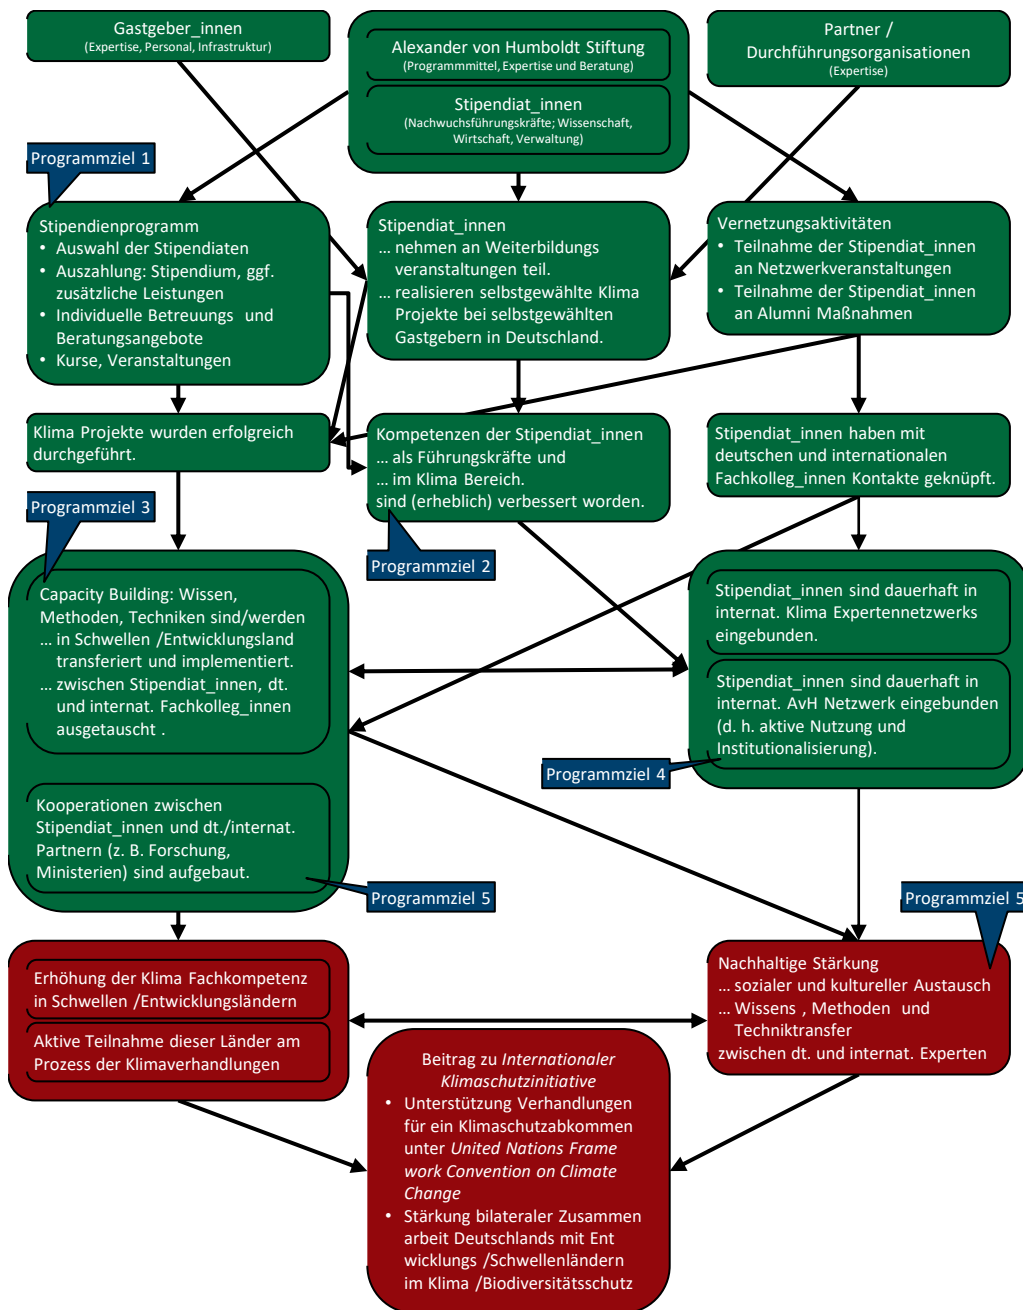 Gastgeber_innen
(Expertise, Personal, Infrastruktur)
Alexander von Humboldt Stiftung
(Programmmittel, Expertise und Beratung)
Stipendiat_innen
(Nachwuchsführungskräfte; Wissenschaft,
Wirtschaft, Verwaltung)
Partner /
Durchführungsorganisationen
(Expertise)
Programmziel 1
Stipendienprogramm
• Auswahl der Stipendiaten
• Auszahlung: Stipendium, ggf.
zusätzliche Leistungen
• Individuelle Betreuungs und
Beratungsangebote
• Kurse, Veranstaltungen
Stipendiat_innen
... nehmen an Weiterbildungs
veranstaltungen teil.
... realisieren selbstgewählte Klima
Projekte bei selbstgewählten
Gastgebern in Deutschland.
Vernetzungsaktivitäten
• Teilnahme der Stipendiat_innen
an Netzwerkveranstaltungen
• Teilnahme der Stipendiat_innen
an Alumni Maßnahmen
Klima Projekte wurden erfolgreich
durchgeführt.
Kompetenzen der Stipendiat_innen
... als Führungskräfte und
... im Klima Bereich.
sind (erheblich) verbessert worden.
Stipendiat_innen haben mit
deutschen und internationalen
Fachkolleg_innen Kontakte geknüpft.
Programmziel 3
Programmziel 2
Capacity Building: Wissen,
Methoden, Techniken sind/werden
... in Schwellen /Entwicklungsland
transferiert und implementiert.
... zwischen Stipendiat_innen, dt.
und internat. Fachkolleg_innen
ausgetauscht .
Stipendiat_innen sind dauerhaft in
internat. Klima Expertennetzwerks
eingebunden.
Stipendiat_innen sind dauerhaft in
internat. AvH Netzwerk eingebunden
(d. h. aktive Nutzung und
Institutionalisierung).
Programmziel 4
Kooperationen zwischen
Stipendiat_innen und dt./internat.
Partnern (z. B. Forschung,
Ministerien) sind aufgebaut.
Programmziel 5
Programmziel 5
Erhöhung der Klima Fachkompetenz
in Schwellen /Entwicklungsländern
Aktive Teilnahme dieser Länder am
Prozess der Klimaverhandlungen
Nachhaltige Stärkung
... sozialer und kultureller Austausch
... Wissens , Methoden und
Techniktransfer
zwischen dt. und internat. Experten
Beitrag zu Internationaler
Klimaschutzinitiative
• Unterstützung Verhandlungen
für ein Klimaschutzabkommen
unter United Nations Frame
work Convention on Climate
Change
• Stärkung bilateraler Zusammen
arbeit Deutschlands mit Ent
wicklungs /Schwellenländern
im Klima /Biodiversitätsschutz